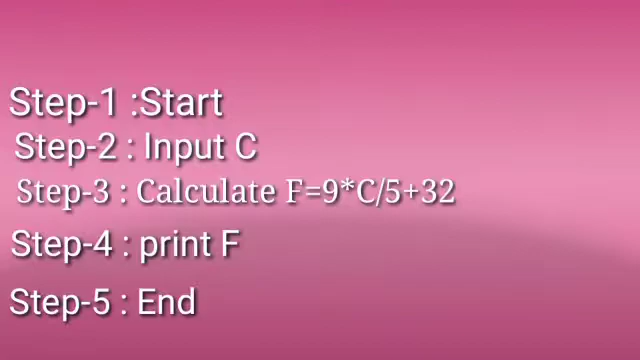 Step-1 :Start
Step-2 : Input C
Step-3 : Calculate F=9*C/5+32
Step-4 : print F
Step-5 : End